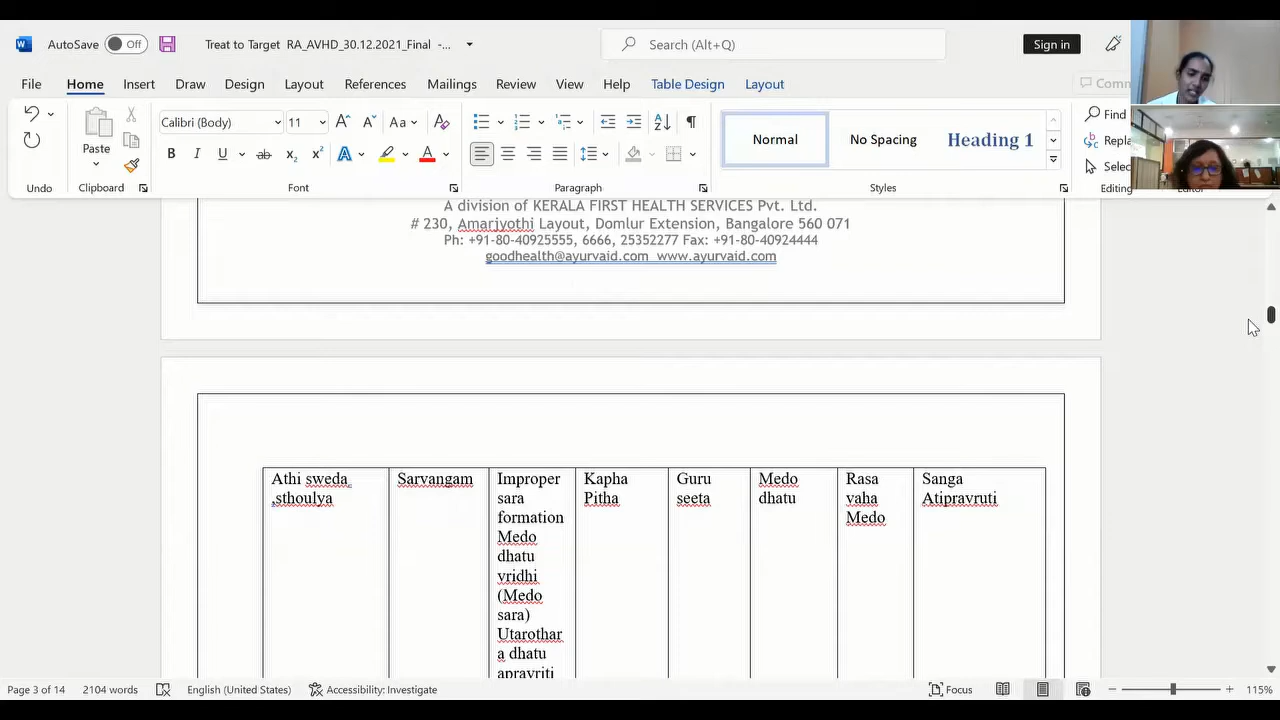 AutoSave Off Treat to Target RA_AVHD_30.12.2021_Final -... Search (Alt+Q) Sign in
File Home Insert Draw Design Layout References Mailings Review View Help Table Design Layout Comm
Calibri (Body) 11 Normal No Spacing Heading 1 Find
Paste Repla
Selec
Undo Clipboard Font Paragraph Styles Editing Editor
A division of KERALA FIRST HEALTH SERVICES Pvt. Ltd.
# 230, Amarjyothi Layout, Domlur Extension, Bangalore 560 071
Ph: +91-80-40925555, 6666, 25352277 Fax: +91-80-40924444
goodhealth@ayurvaid.com www.ayurvaid.com
Athi sweda
,sthoulya
Sarvangam
Improper
sara
formation
Medo
dhatu
vridhi
(Medo
sara)
Utarothar
a dhatu
apravriti
Kapha
Pitha
Guru
seeta
Medo
dhatu
Rasa
vaha
Medo
Sanga
Atipravruti
Page 3 of 14 2104 words English (United States) Accessibility: Investigate Focus 115%